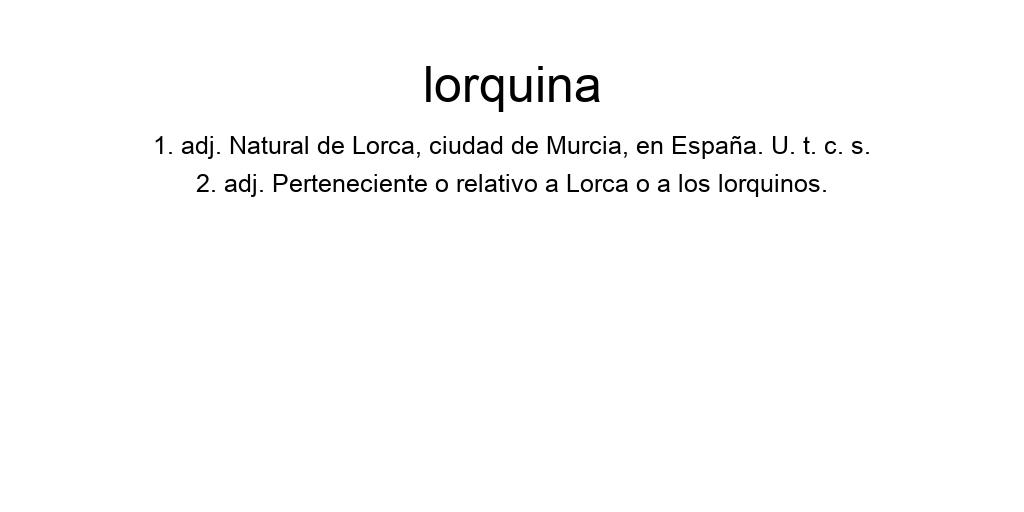 lorquina
1. adj. Natural de Lorca, ciudad de Murcia, en España. U. t. c. s.
2. adj. Perteneciente o relativo a Lorca o a los lorquinos.